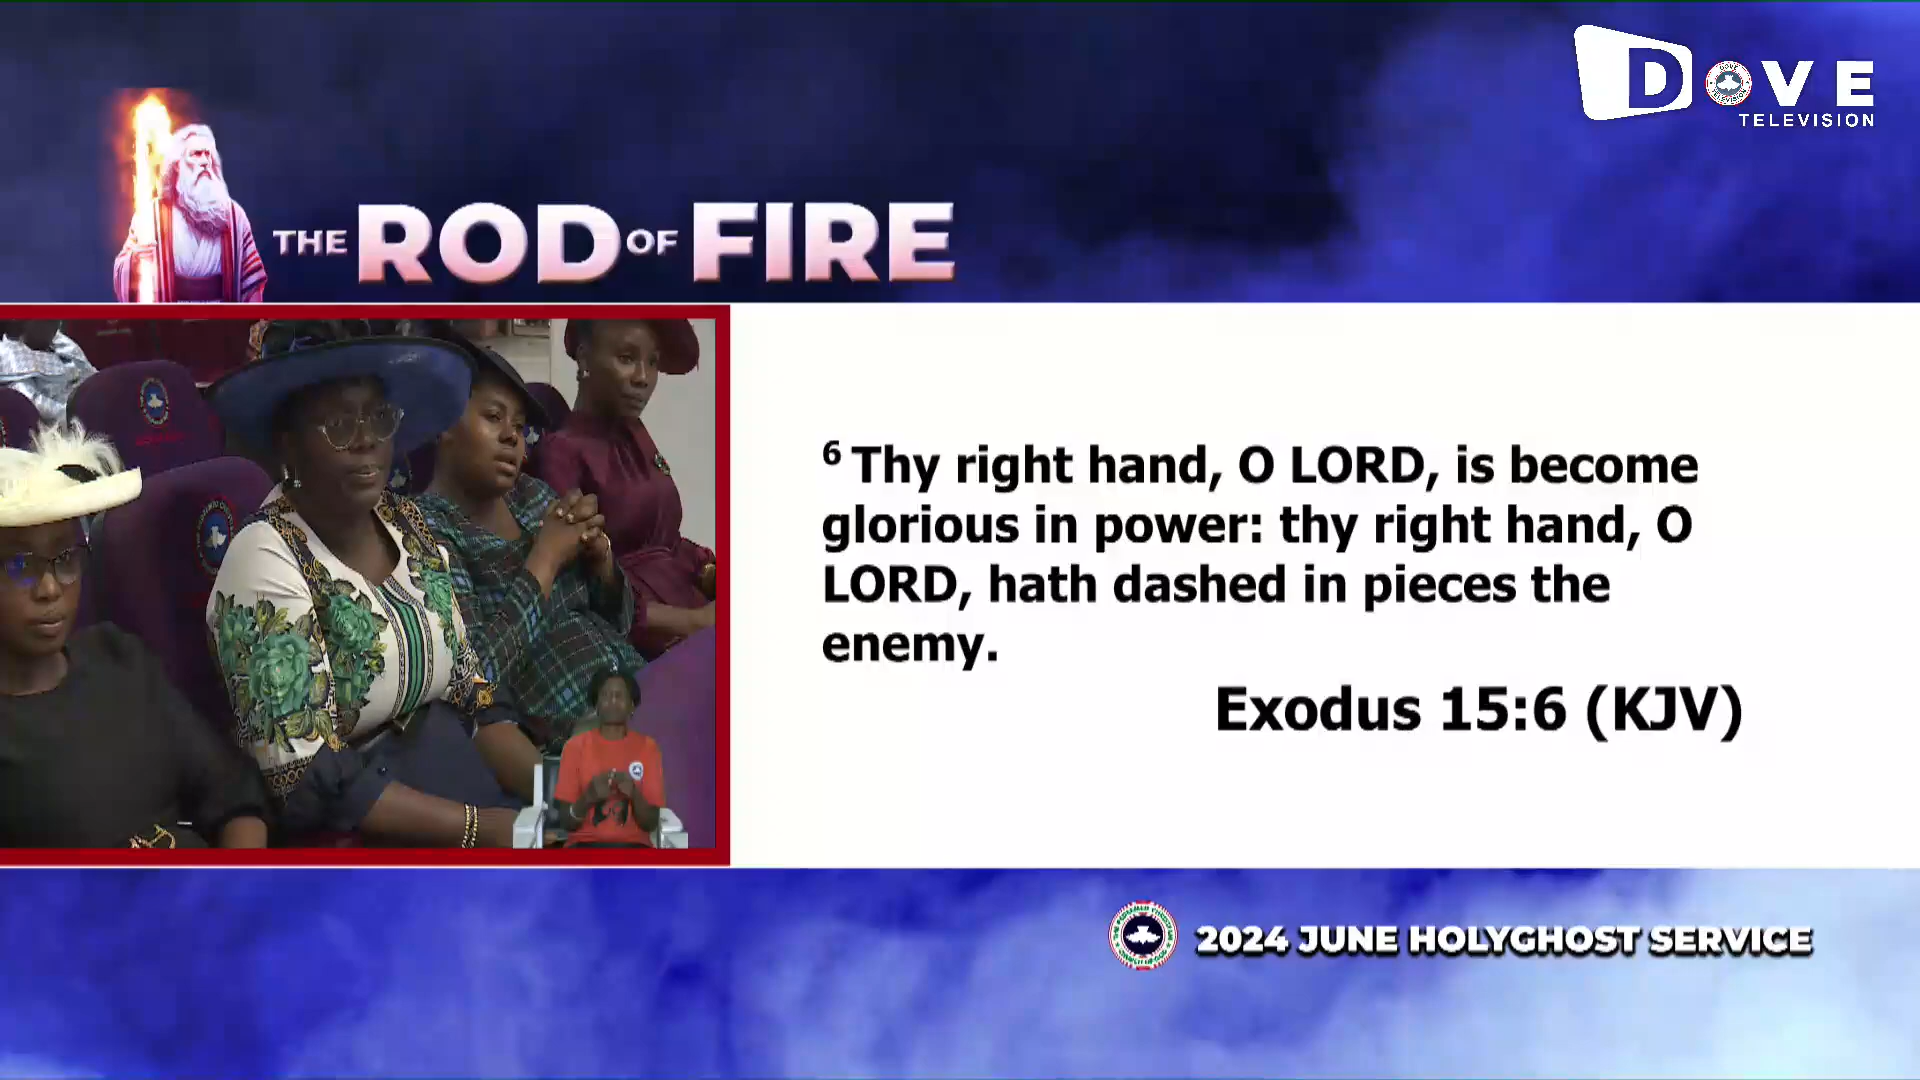 DOVE
TELEVISION
THE ROD OF FIRE
6 Thy right hand, O LORD, is become
glorious in power: thy right hand, O
LORD, hath dashed in pieces the
enemy.
Exodus 15:6 (KJV)
2024 JUNE HOLYGHOST SERVICE